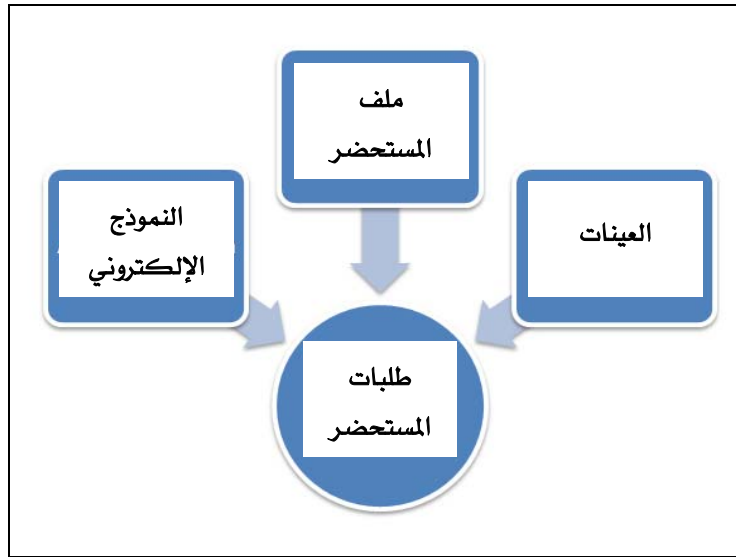 ملف
المستحضر
العينات
النموذج
الإلكتروني
طلبات
المستحضر